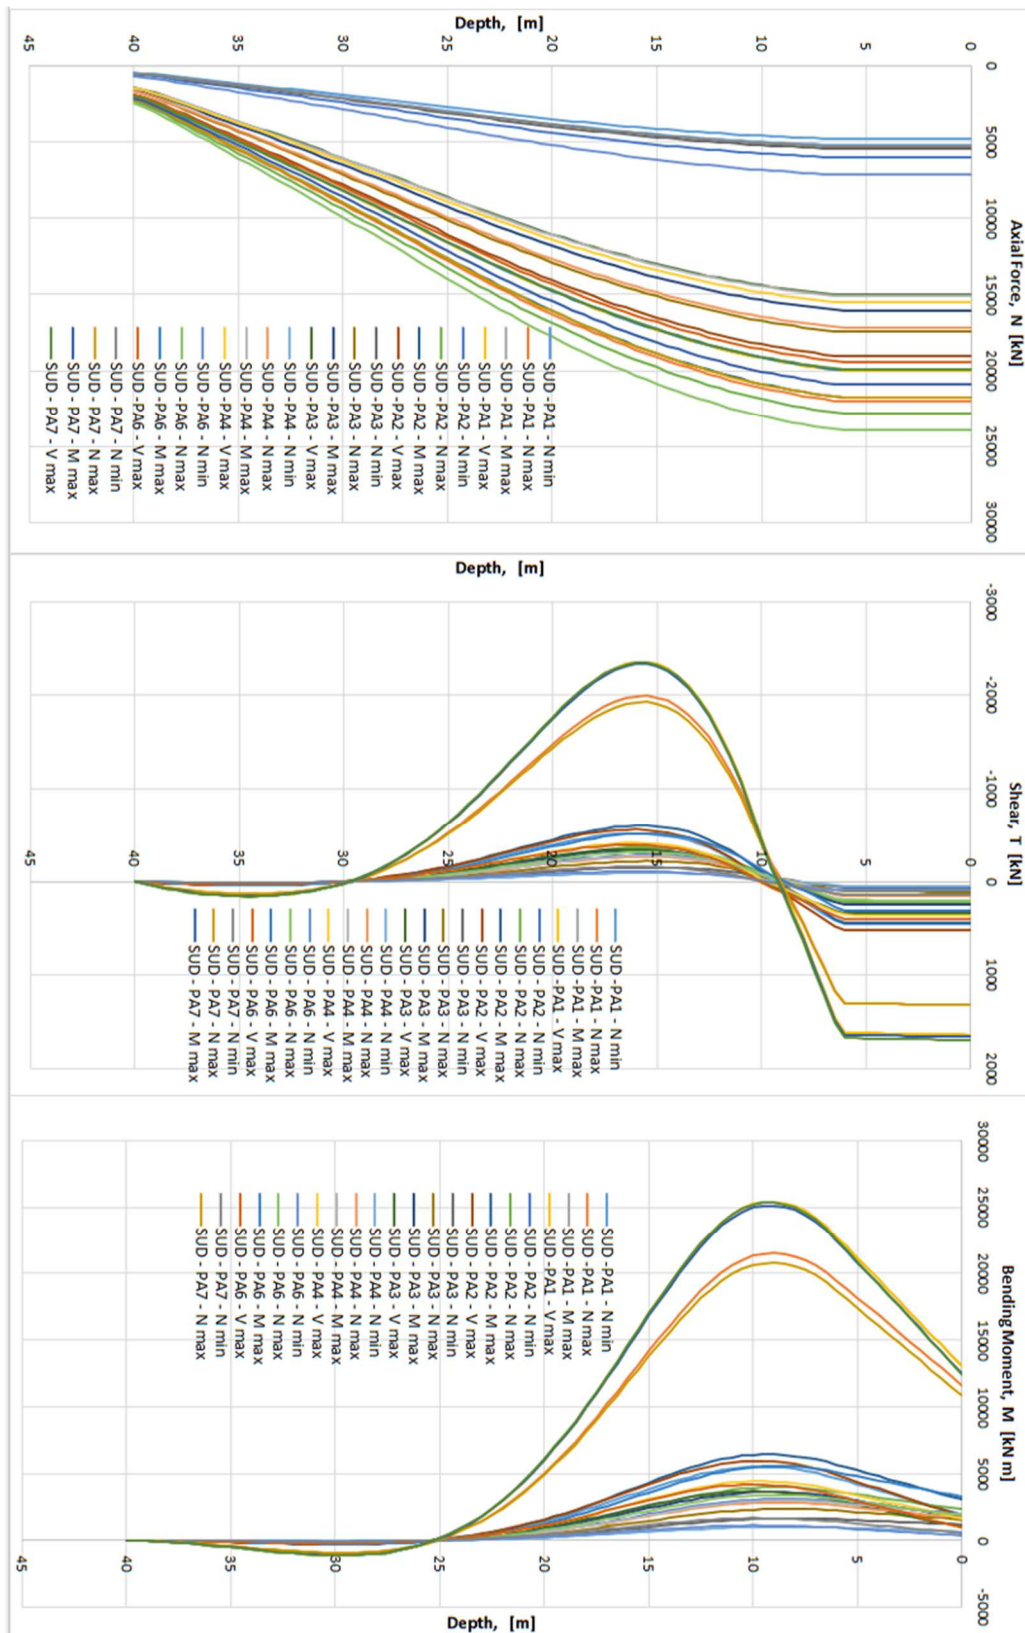 Axial Force, N [kN]
0
5000
10000
15000
20000
25000
30000
0
5
10
15
20
25
30
35
40
45
Depth, [m]
SUD -PA1 - N min
SUD -PA1 - N max
SUD -PA1 - M max
SUD -PA1 - V max
SUD - PA2 - N min
SUD - PA2 - N max
SUD - PA2 - M max
SUD - PA2 - V max
SUD - PA3 - N min
SUD - PA3 - N max
SUD - PA3 - M max
SUD - PA3 - V max
SUD - PA4 - N min
SUD - PA4 - N max
SUD - PA4 - M max
SUD - PA4 - V max
SUD - PA6 - N min
SUD - PA6 - N max
SUD - PA6 - M max
SUD - PA6 - V max
SUD - PA7 - N min
SUD - PA7 - N max
SUD - PA7 - M max
SUD - PA7 - V max
Shear, T [kN]
-3000
-2000
-1000
0
1000
2000
0
5
10
15
20
25
30
35
40
45
Depth, [m]
SUD -PA1 - N min
SUD -PA1 - N max
SUD -PA1 - M max
SUD -PA1 - V max
SUD - PA2 - N min
SUD - PA2 - N max
SUD - PA2 - M max
SUD - PA2 - V max
SUD - PA3 - N min
SUD - PA3 - N max
SUD - PA3 - M max
SUD - PA3 - V max
SUD - PA4 - N min
SUD - PA4 - N max
SUD - PA4 - M max
SUD - PA4 - V max
SUD - PA6 - N min
SUD - PA6 - N max
SUD - PA6 - M max
SUD - PA6 - V max
SUD - PA7 - N min
SUD - PA7 - N max
SUD - PA7 - M max
Bending Moment, M [kN m]
30000
25000
20000
15000
10000
5000
0
-5000
0
5
10
15
20
25
30
35
40
45
Depth, [m]
SUD -PA1 - N min
SUD -PA1 - N max
SUD -PA1 - M max
SUD -PA1 - V max
SUD - PA2 - N min
SUD - PA2 - N max
SUD - PA2 - M max
SUD - PA2 - V max
SUD - PA3 - N min
SUD - PA3 - N max
SUD - PA3 - M max
SUD - PA3 - V max
SUD - PA4 - N min
SUD - PA4 - N max
SUD - PA4 - M max
SUD - PA4 - V max
SUD - PA6 - N min
SUD - PA6 - N max
SUD - PA6 - M max
SUD - PA6 - V max
SUD - PA7 - N min
SUD - PA7 - N max